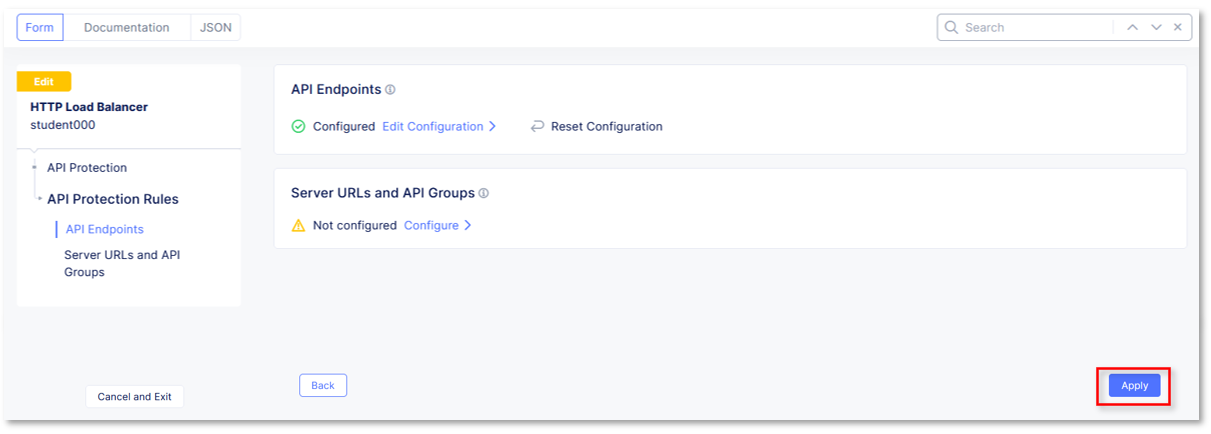 Form Documentation JSON
Search
Edit
HTTP Load Balancer
student000
API Protection
API Protection Rules
API Endpoints
Server URLs and API
Groups
API Endpoints
Configured Edit Configuration Reset Configuration
Server URLs and API Groups
Not configured Configure
Cancel and Exit
Back
Apply